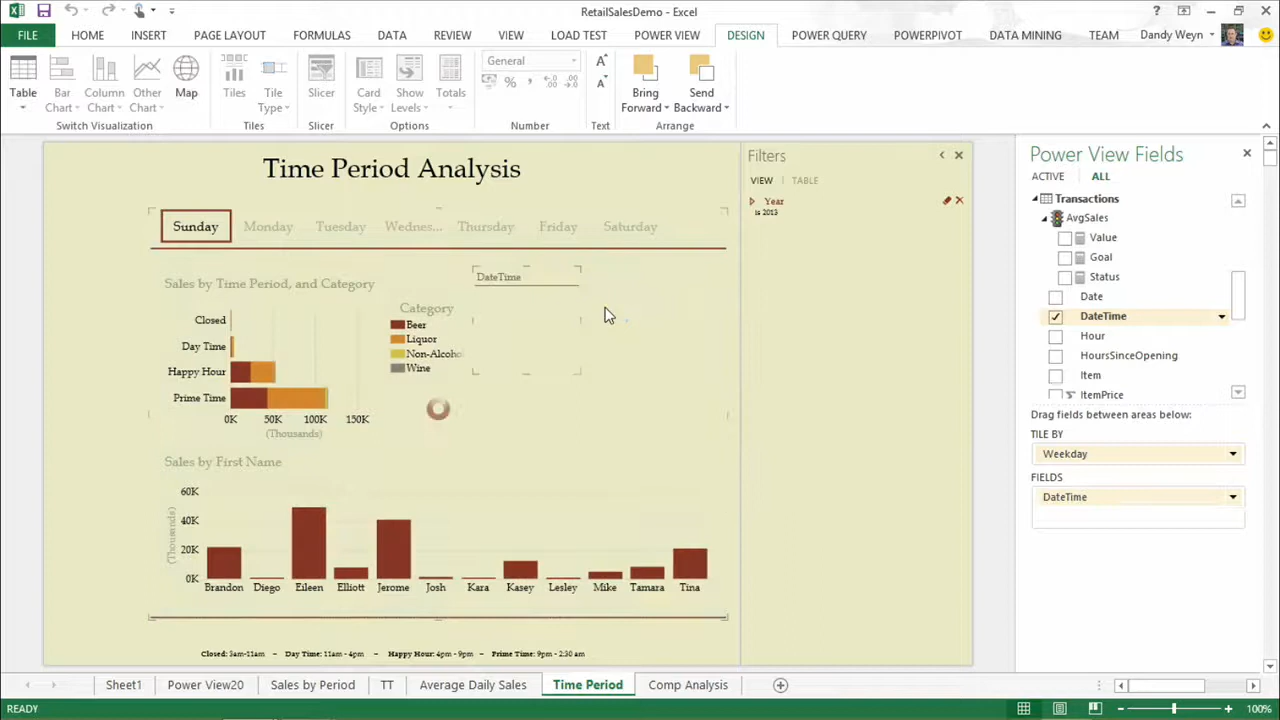 RetailSalesDemo - Excel
?
FILE HOME INSERT PAGE LAYOUT FORMULAS DATA REVIEW VIEW LOAD TEST POWER VIEW DESIGN POWER QUERY POWERPIVOT DATA MINING TEAM Dandy Weyn
General
%
Table Bar Chart Column Chart Other Chart Map Tiles Tile Type Slicer Card Style Show Levels Totals Bring Forward Send Backward
Switch Visualization Tiles Slicer Options Number Text Arrange
Time Period Analysis
Sunday Monday Tuesday Wednes... Thursday Friday Saturday
Sales by Time Period, and Category
Closed
Day Time
Happy Hour
Prime Time
0K 50K 100K 150K
(Thousands)
Category
Beer
Liquor
Non-Alcoho
Wine
DateTime
Sales by First Name
(Thousands)
60K
40K
20K
0K
Brandon Diego Eileen Elliott Jerome Josh Kara Kasey Lesley Mike Tamara Tina
Closed: 3am-11am – Day Time: 11am - 4pm – Happy Hour: 4pm - 9pm – Prime Time: 9pm - 2:30 am
Filters
VIEW | TABLE
Year
is 2013
Power View Fields
ACTIVE ALL
Transactions
AvgSales
Value
Goal
Status
Date
DateTime
Hour
HoursSinceOpening
Item
ItemPrice
Drag fields between areas below:
TILE BY
Weekday
FIELDS
DateTime
Sheet1 Power View20 Sales by Period TT Average Daily Sales Time Period Comp Analysis
READY
100%